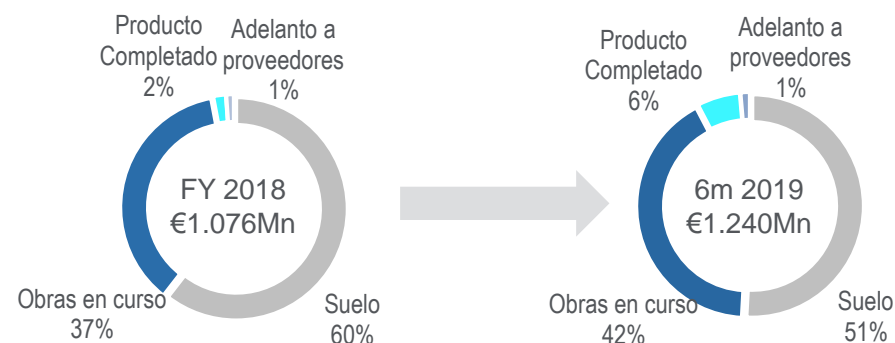 Producto
Completado
2%
Adelanto a
proveedores
1%
FY 2018
€1.076Mn
Obras en curso
37%
Suelo
60%
Producto
Completado
6%
Adelanto a
proveedores
1%
6m 2019
€1.240Mn
Obras en curso
42%
Suelo
51%